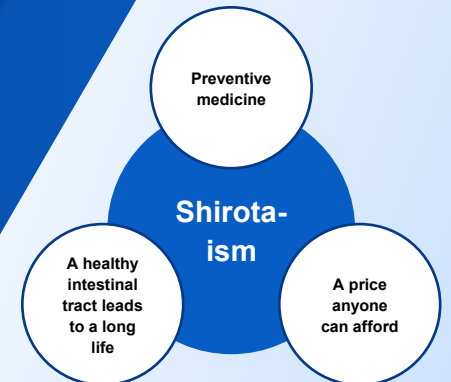 Preventive
medicine
Shirota-
ism
A healthy
intestinal
tract leads
to a long
life
A price
anyone
can afford